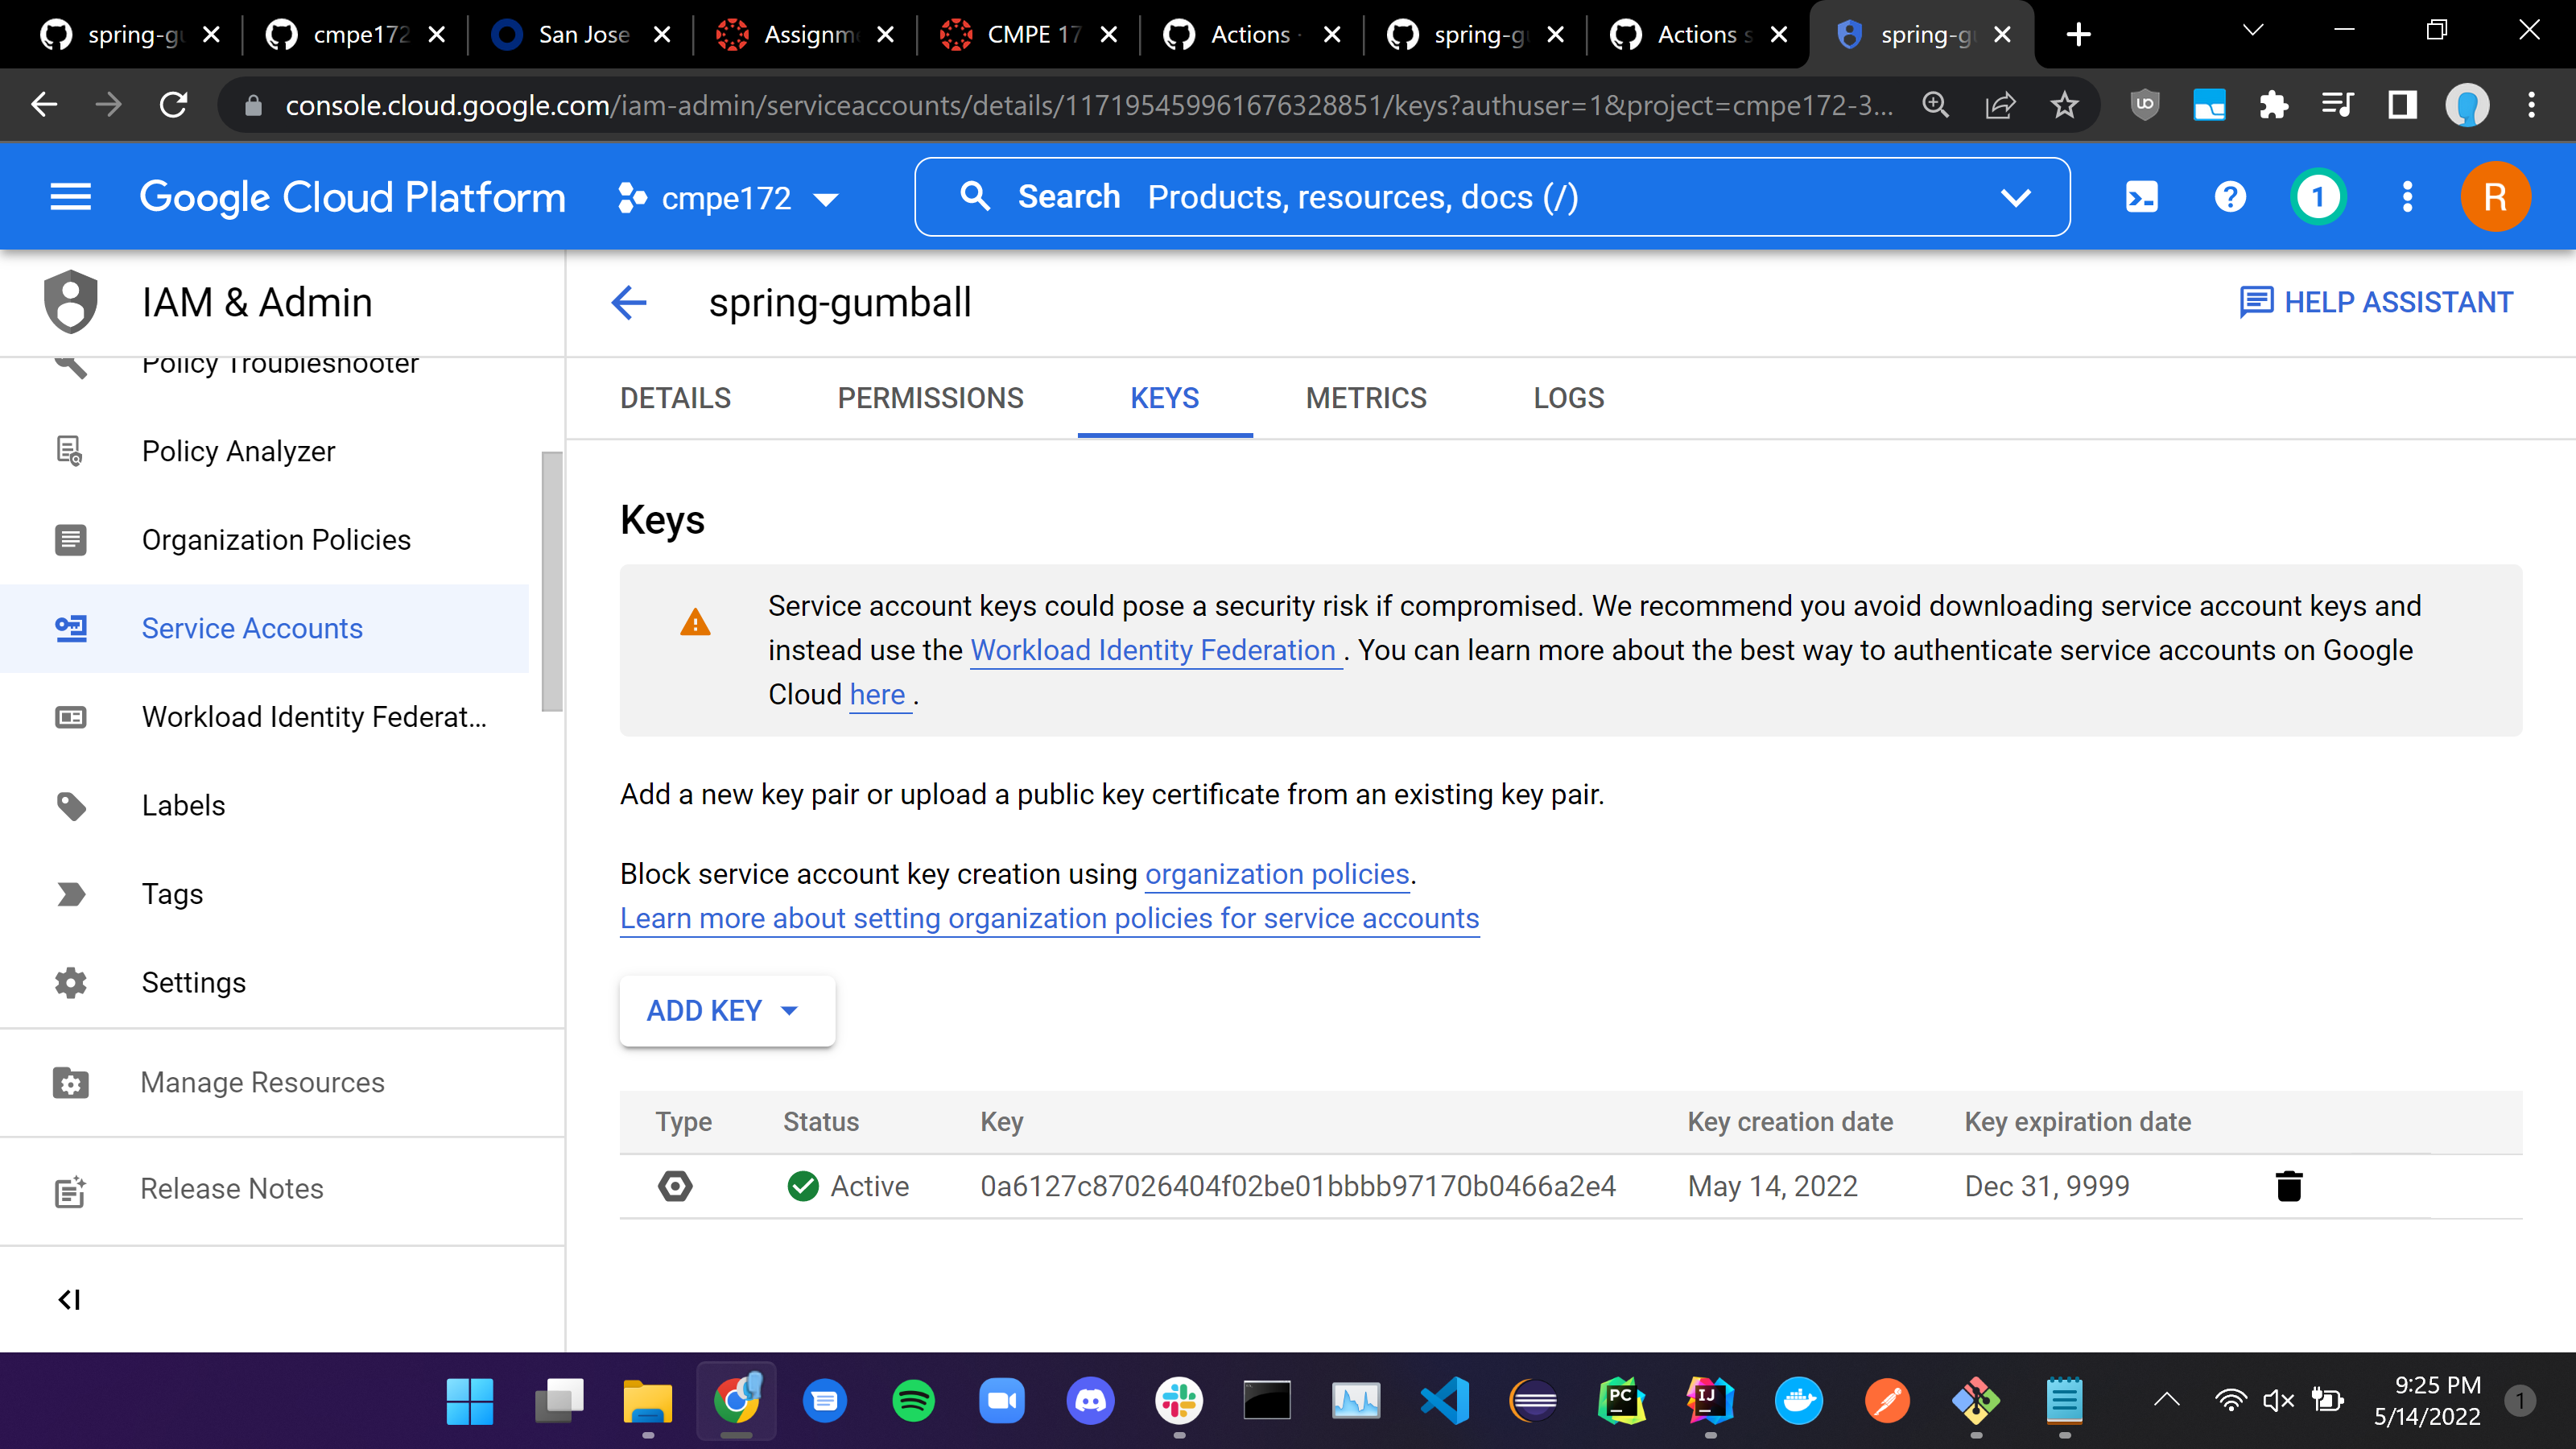 spring-gu
cmpe172
San Jose
Assignme
CMPE 17
Actions ·
spring-gu
Actions s
spring-gu
console.cloud.google.com/iam-admin/serviceaccounts/details/117195459961676328851/keys?authuser=1&project=cmpe172-3...
Google Cloud Platform
cmpe172
Search Products, resources, docs (/)
1
R
IAM & Admin
Policy Troubleshooter
Policy Analyzer
Organization Policies
Service Accounts
Workload Identity Federat...
Labels
Tags
Settings
Manage Resources
Release Notes
spring-gumball
HELP ASSISTANT
DETAILS PERMISSIONS KEYS METRICS LOGS
Keys
Service account keys could pose a security risk if compromised. We recommend you avoid downloading service account keys and
instead use the Workload Identity Federation . You can learn more about the best way to authenticate service accounts on Google
Cloud here .
Add a new key pair or upload a public key certificate from an existing key pair.
Block service account key creation using organization policies.
Learn more about setting organization policies for service accounts
ADD KEY
Type Status Key Key creation date Key expiration date
Active 0a6127c87026404f02be01bbbb97170b0466a2e4 May 14, 2022 Dec 31, 9999
PC
IJ
9:25 PM
5/14/2022
1